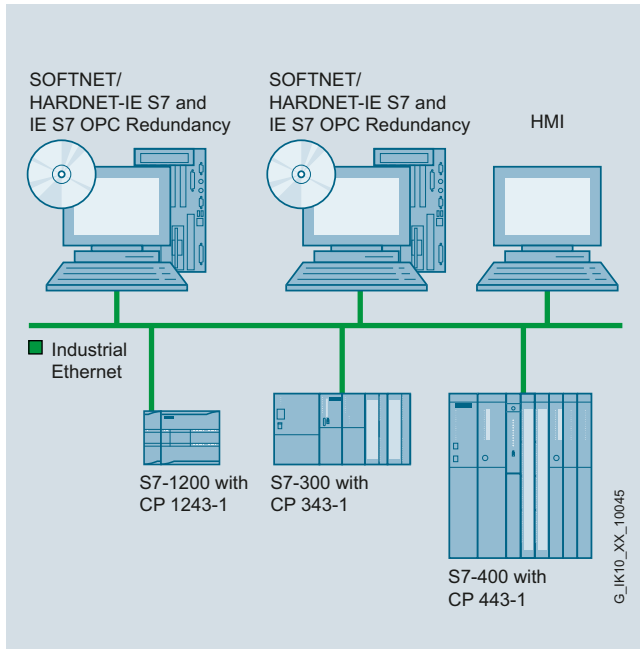 SOFTNET/
HARDNET-IE S7 and
IE S7 OPC Redundancy
SOFTNET/
HARDNET-IE S7 and
IE S7 OPC Redundancy
HMI
Industrial
Ethernet
S7-1200 with
CP 1243-1
S7-300 with
CP 343-1
S7-400 with
CP 443-1
G_IK10_XX_10045